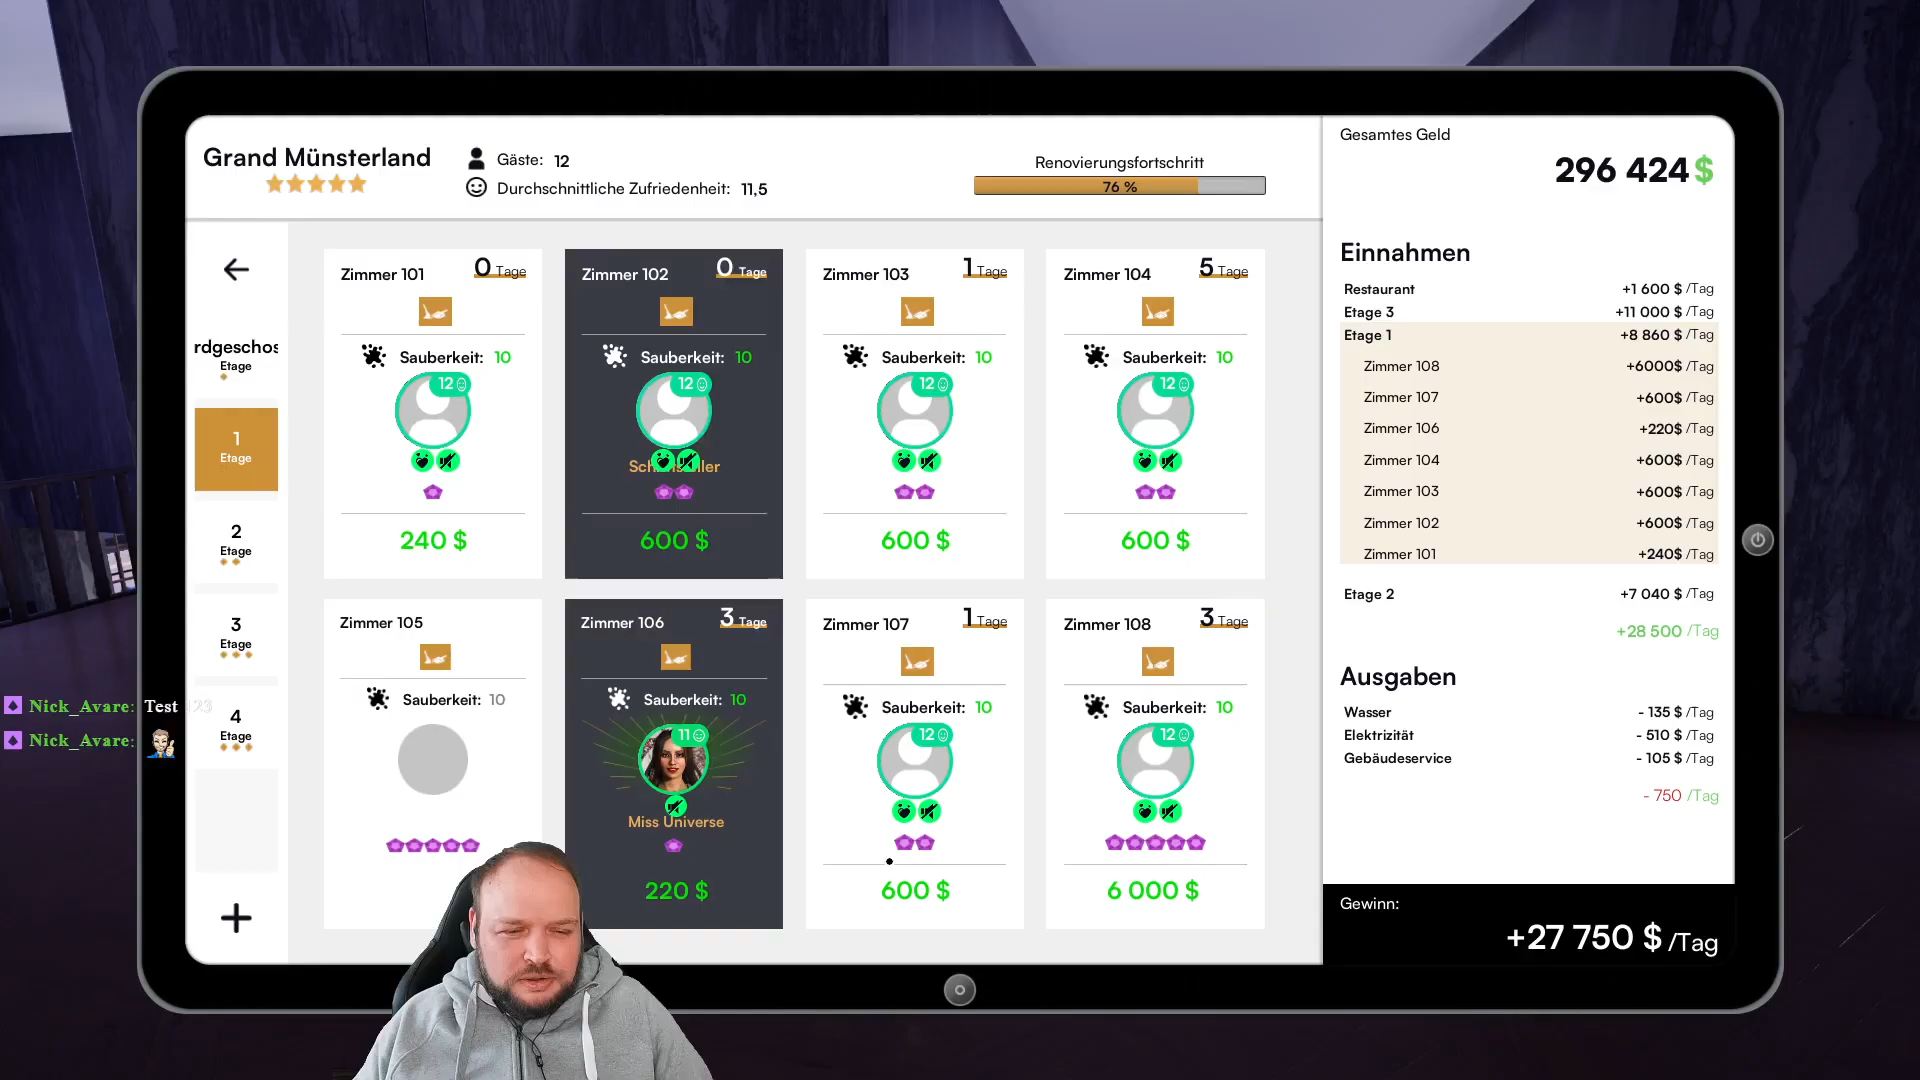 Grand Münsterland
Gäste: 12
Durchschnittliche Zufriedenheit: 11,5
Renovierungsfortschritt
76 %
Gesamtes Geld
296 424 $
rdgeschos
Etage
1
Etage
2
Etage
3
Etage
4
Etage
Zimmer 101
0 Tage
Sauberkeit: 10
12
240 $
Zimmer 102
0 Tage
Sauberkeit: 10
12
600 $
Zimmer 103
1 Tage
Sauberkeit: 10
12
600 $
Zimmer 104
5 Tage
Sauberkeit: 10
12
600 $
Zimmer 105
Sauberkeit: 10
Zimmer 106
3 Tage
Sauberkeit: 10
11
Miss Universe
220 $
Zimmer 107
1 Tage
Sauberkeit: 10
12
600 $
Zimmer 108
3 Tage
Sauberkeit: 10
12
6 000 $
Einnahmen
Restaurant +1 600 $ /Tag
Etage 3 +11 000 $ /Tag
Etage 1 +8 860 $ /Tag
Zimmer 108 +6000$ /Tag
Zimmer 107 +600$ /Tag
Zimmer 106 +220$ /Tag
Zimmer 104 +600$ /Tag
Zimmer 103 +600$ /Tag
Zimmer 102 +600$ /Tag
Zimmer 101 +240$ /Tag
Etage 2 +7 040 $ /Tag
+28 500 /Tag
Ausgaben
Wasser - 135 $ /Tag
Elektrizität - 510 $ /Tag
Gebäudeservice - 105 $ /Tag
- 750 /Tag
Gewinn:
+27 750 $ /Tag
Nick_Avare: Test 123
Nick_Avare: